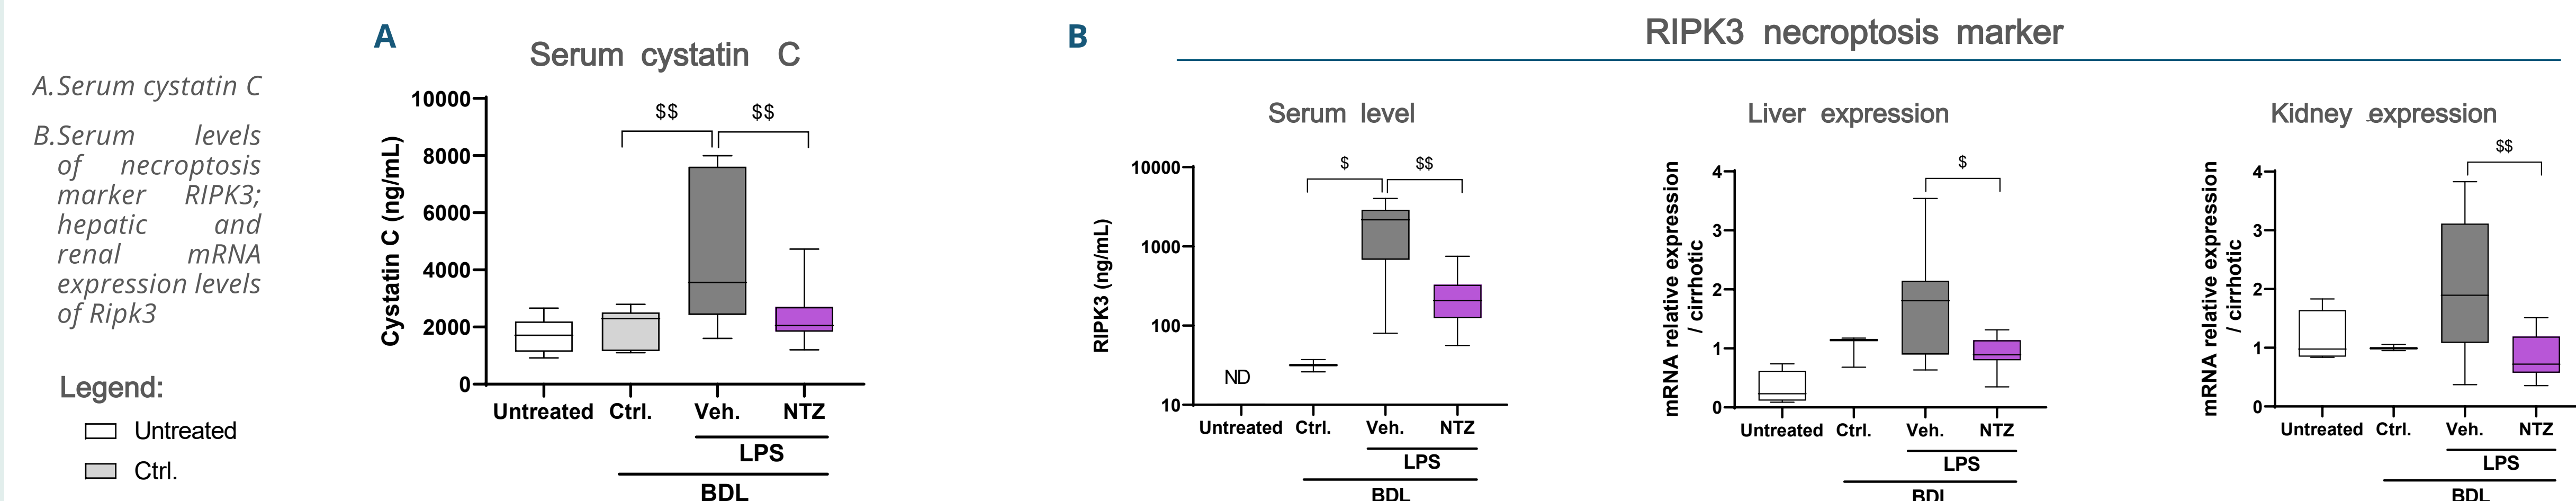 A. Serum cystatin C
B. Serum levels
of necroptosis
marker RIPK3;
hepatic and
renal mRNA
expression levels
of Ripk3
Legend:
Untreated
Ctrl.
A
Serum cystatin C
Cystatin C (ng/mL)
10000
8000
6000
4000
2000
0
$$
$$
Untreated
Ctrl.
Veh.
NTZ
LPS
BDL
B
RIPK3 necroptosis marker
Serum level
RIPK3 (ng/mL)
10000
1000
100
10
$
$$
ND
Untreated
Ctrl.
Veh.
NTZ
LPS
BDL
Liver expression
mRNA relative expression
/ cirrhotic
4
3
2
1
0
$
Untreated
Ctrl.
Veh.
NTZ
LPS
BDL
Kidney expression
mRNA relative expression
/ cirrhotic
4
3
2
1
0
$$
Untreated
Ctrl.
Veh.
NTZ
LPS
BDL